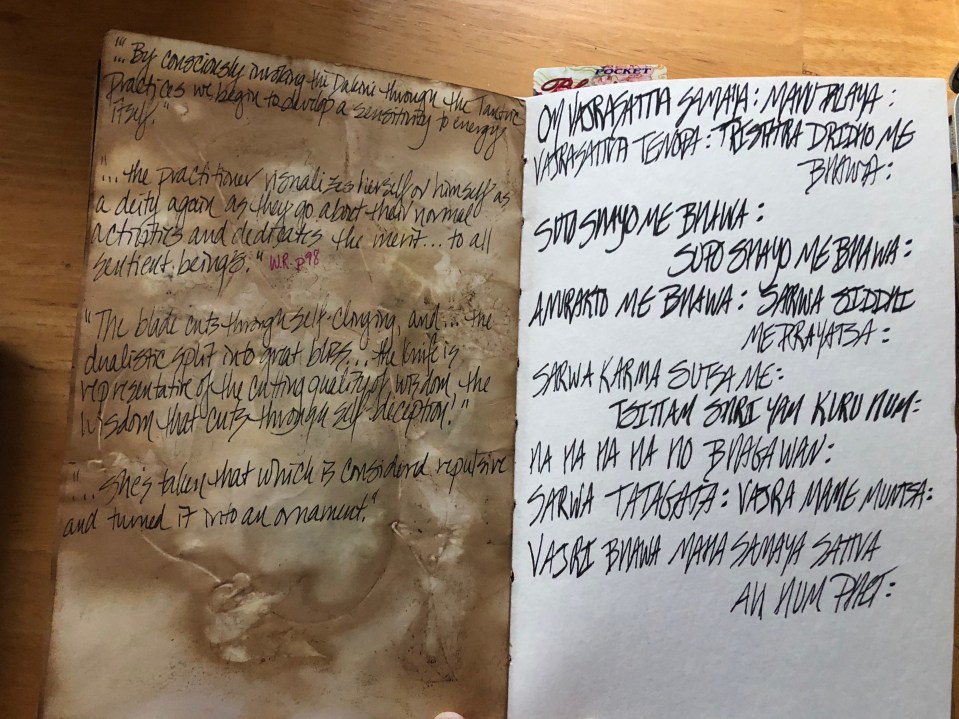 "... By consciously invoking the Dakini through the Tantric
practices we begin to develop a sensitivity to energy
itself."
"... the practitioner visualizes herself or himself as
a deity again as they go about their normal
activities and dedicates the merit... to all
sentient beings." W.R. p98
"The blade cuts through self-clinging, and... the
dualistic split into great bliss... the knife is
representative of the cutting quality of wisdom, the
wisdom that cuts through self-deception!"
"... she's taken that which is considered repulsive
and turned it into an ornament."
POCKET
OM VAJRASATTA SAMAYA: MANU PALAYA:
VAJRASATTVA TENOPA: TISHTHA DRIDHO ME
BHAWA:
SUTO SHAYO ME BHAWA:
SUPO SHAYO ME BHAWA:
ANURAKTO ME BHAWA: SARWA SIDDHI
ME PRAYATSA:
SARWA KARMA SUTSA ME:
TSITTAM SHRI YAM KURU HUM:
HA HA HA HA HO BHAGAWAN:
SARWA TATAGATA: VAJRA MAME MUNTSA:
VAJRI BHAWA MAHA SAMAYA SATTVA
AH HUM PHET: